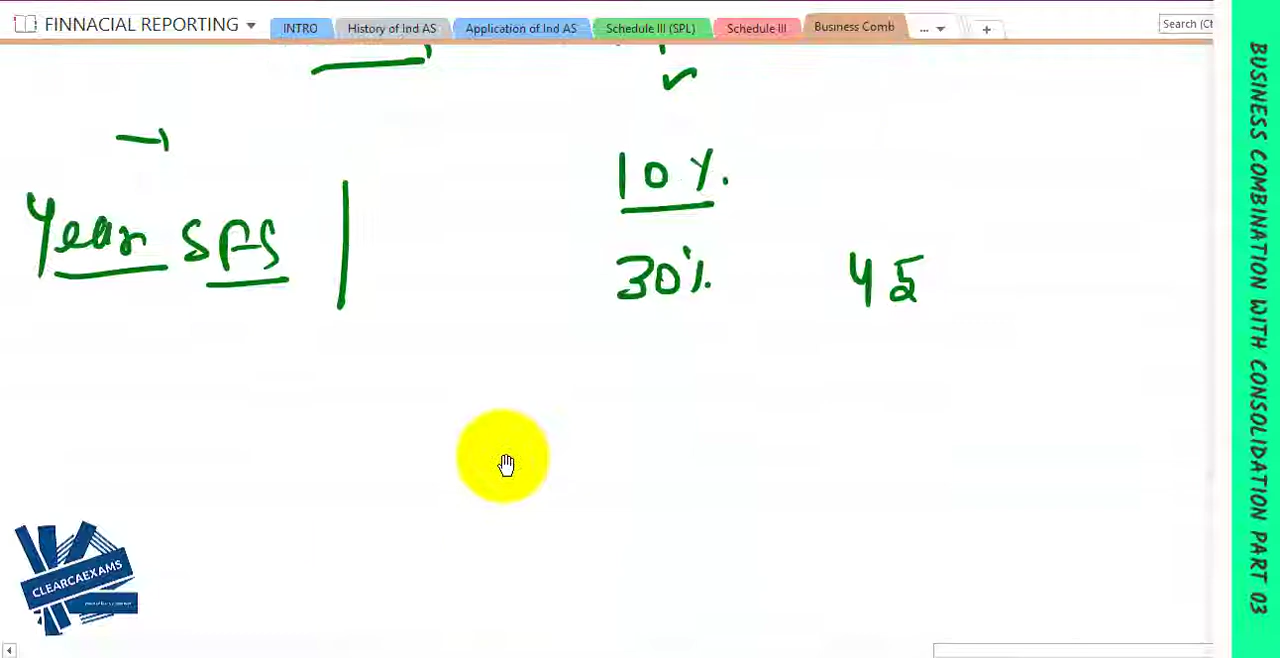 FINNACIAL REPORTING
INTRO
History of Ind AS
Application of Ind AS
Schedule III (SPL)
Schedule III
Business Comb
...
Search (Ct
10%.
Year SFS
30%
45
CLEARCAEXAMS
BUSINESS COMBINATION WITH CONSOLIDATION PART 03